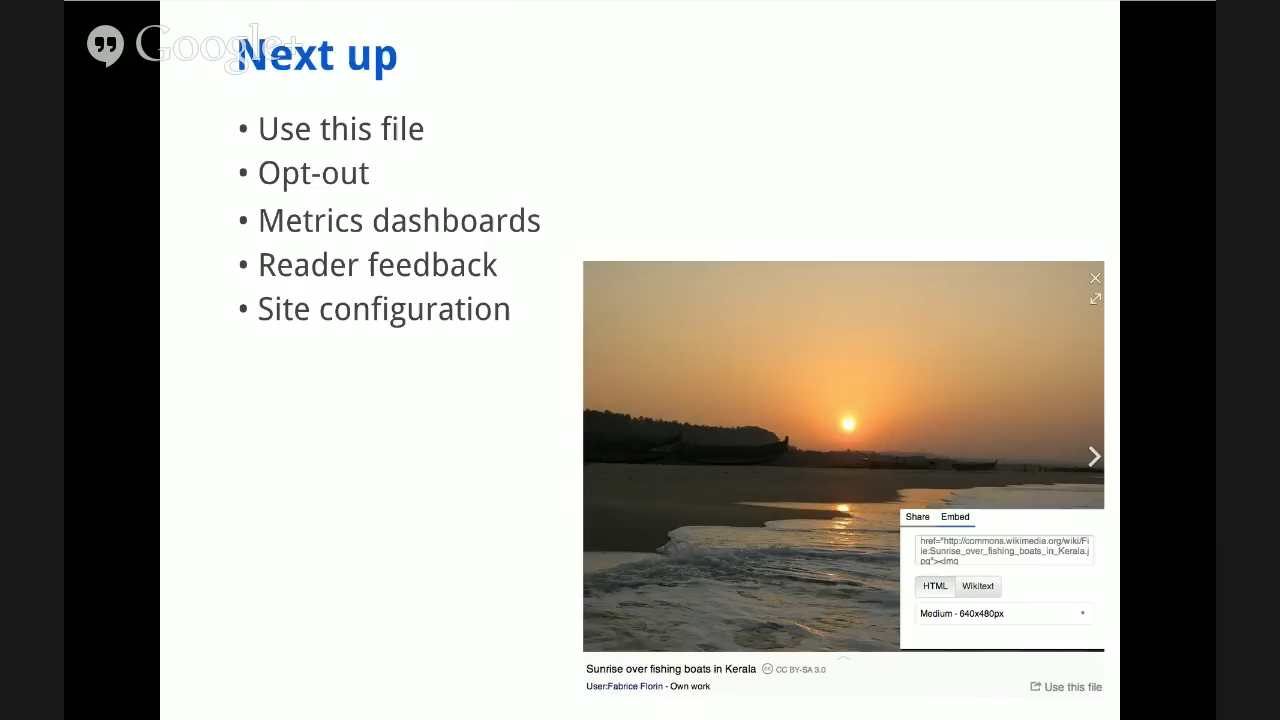 Google+
Next up
• Use this file
• Opt-out
• Metrics dashboards
• Reader feedback
• Site configuration
Share Embed
href="http://commons.wikimedia.org/wiki/Fi
le:Sunrise_over_fishing_boats_in_Kerala.j
pg"><img
HTML Wikitext
Medium - 640x480px
Sunrise over fishing boats in Kerala cc CC BY-SA 3.0
User:Fabrice Florin - Own work
Use this file